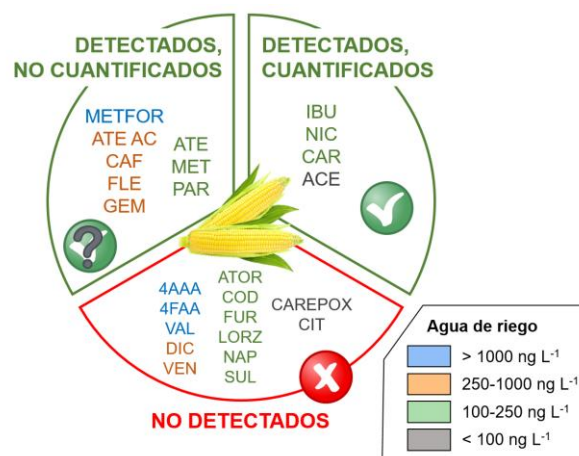 DETECTADOS,
NO CUANTIFICADOS
METFOR
ATE AC
CAF
FLE
GEM
ATE
MET
PAR
DETECTADOS,
CUANTIFICADOS
IBU
NIC
CAR
ACE
?
4AAA
4FAA
VAL
DIC
VEN
ATOR
COD
FUR
LORZ
NAP
SUL
CAREPOX
CIT
NO DETECTADOS
Agua de riego
> 1000 ng L⁻¹
250-1000 ng L⁻¹
100-250 ng L⁻¹
< 100 ng L⁻¹